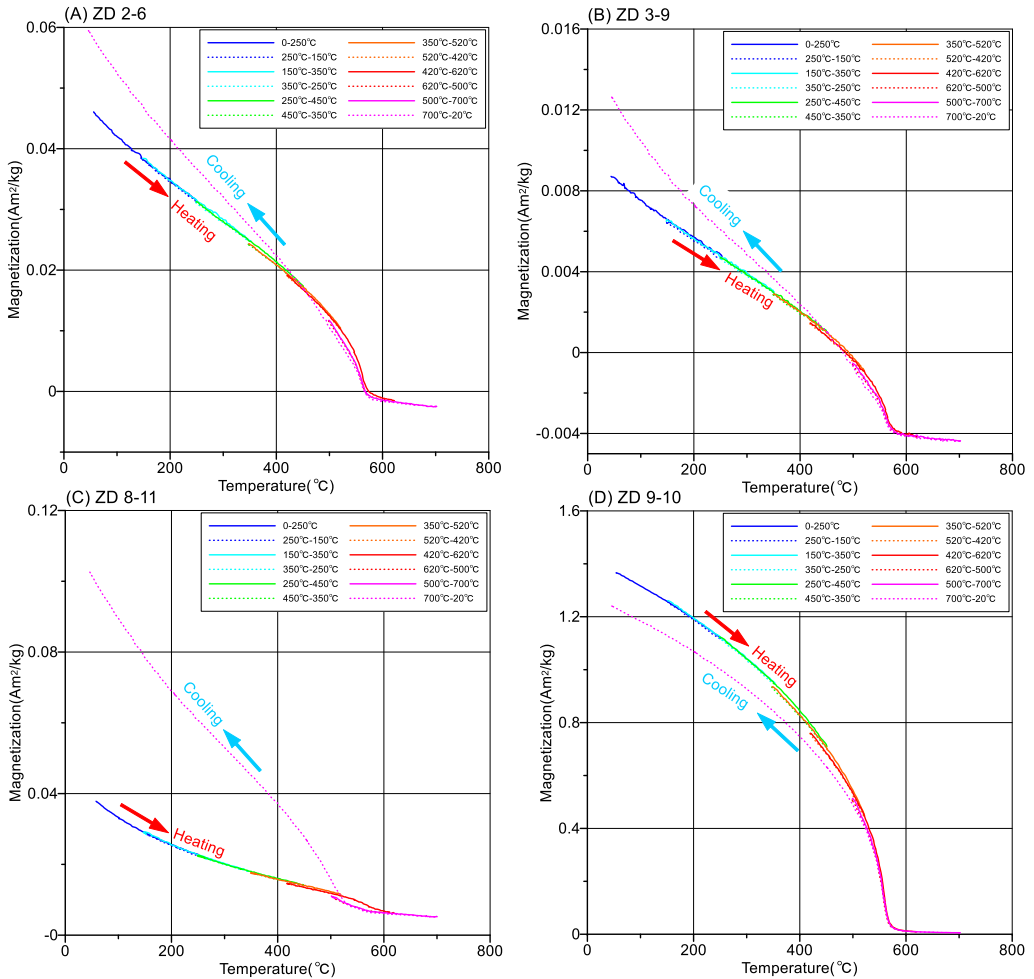 (A) ZD 2-6
0.06
0.04
0.02
0
0 200 400 600 800
Magnetization(Am²/kg)
Temperature(℃)
0-250℃ 350℃-520℃
250℃-150℃ 520℃-420℃
150℃-350℃ 420℃-620℃
350℃-250℃ 620℃-500℃
250℃-450℃ 500℃-700℃
450℃-350℃ 700℃-20℃
Cooling
Heating
(B) ZD 3-9
0.016
0.012
0.008
0.004
0
-0.004
0 200 400 600 800
Magnetization(Am²/kg)
Temperature(℃)
0-250℃ 350℃-520℃
250℃-150℃ 520℃-420℃
150℃-350℃ 420℃-620℃
350℃-250℃ 620℃-500℃
250℃-450℃ 500℃-700℃
450℃-350℃ 700℃-20℃
Cooling
Heating
(C) ZD 8-11
0.12
0.08
0.04
-0
0 200 400 600 800
Magnetization(Am²/kg)
Temperature(℃)
0-250℃ 350℃-520℃
250℃-150℃ 520℃-420℃
150℃-350℃ 420℃-620℃
350℃-250℃ 620℃-500℃
250℃-450℃ 500℃-700℃
450℃-350℃ 700℃-20℃
Cooling
Heating
(D) ZD 9-10
1.6
1.2
0.8
0.4
0
0 200 400 600 800
Magnetization(Am²/kg)
Temperature(℃)
0-250℃ 350℃-520℃
250℃-150℃ 520℃-420℃
150℃-350℃ 420℃-620℃
350℃-250℃ 620℃-500℃
250℃-450℃ 500℃-700℃
450℃-350℃ 700℃-20℃
Heating
Cooling